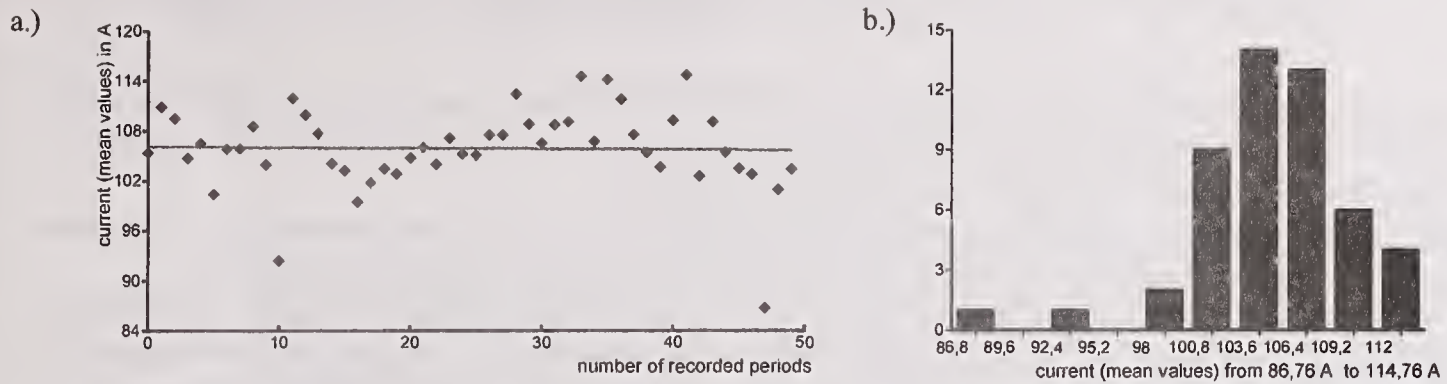 a.)
current (mean values) in A
120
114
108
102
96
90
84
0 10 20 30 40 50
number of recorded periods
b.)
15
12
9
6
3
0
86,8 89,6 92,4 95,2 98 100,8 103,6 106,4 109,2 112
current (mean values) from 86,76 A to 114,76 A